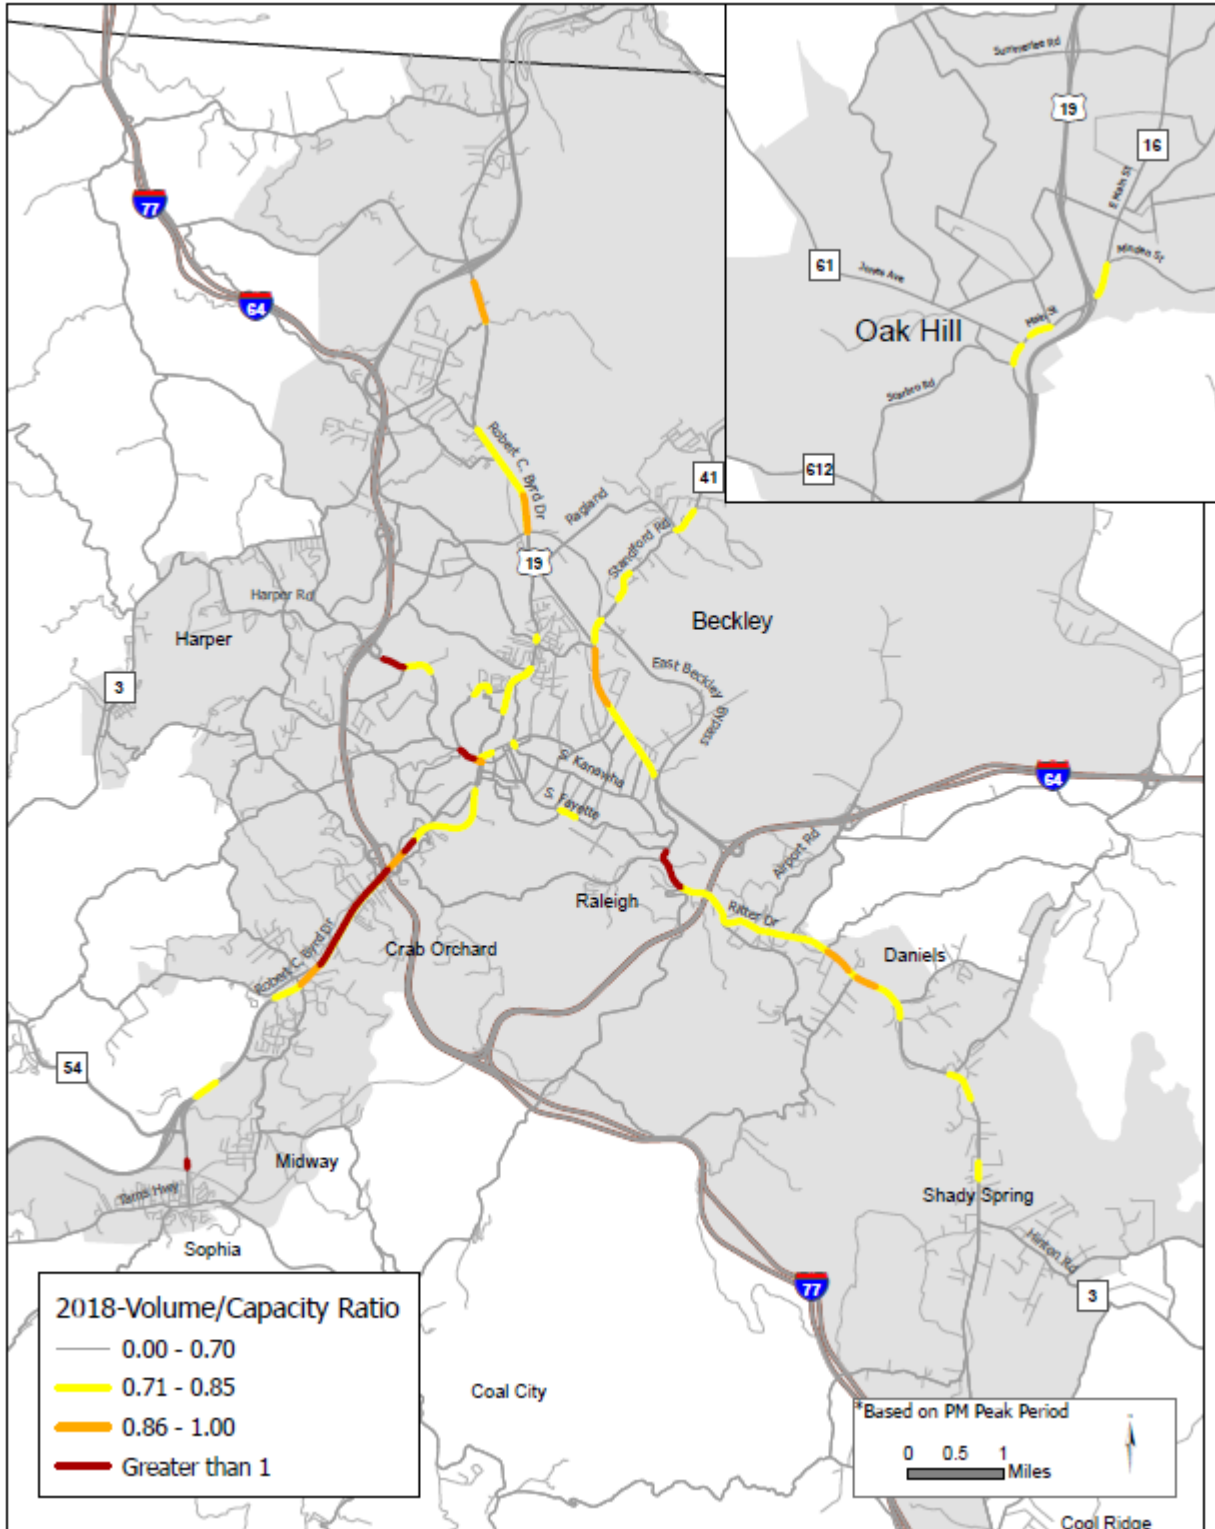 Summerlee Rd
19
16
E Main St
Minden St
61
Jones Ave
Main St
Oak Hill
Scarbro Rd
612
77
64
Robert C. Byrd Dr
41
Ragland
Standford Rd
19
Harper Rd
Harper
Beckley
3
East Beckley Bypass
S. Kanawha
64
S. Fayette
Airport Rd
Raleigh
Ritter Dr
Crab Orchard
Daniels
Robert C. Byrd Dr
54
Midway
Tams Hwy
Shady Spring
Sophia
Hinton Rd
77
3
2018-Volume/Capacity Ratio
0.00 - 0.70
0.71 - 0.85
0.86 - 1.00
Greater than 1
Coal City
*Based on PM Peak Period
0 0.5 1
Miles
Cool Ridge